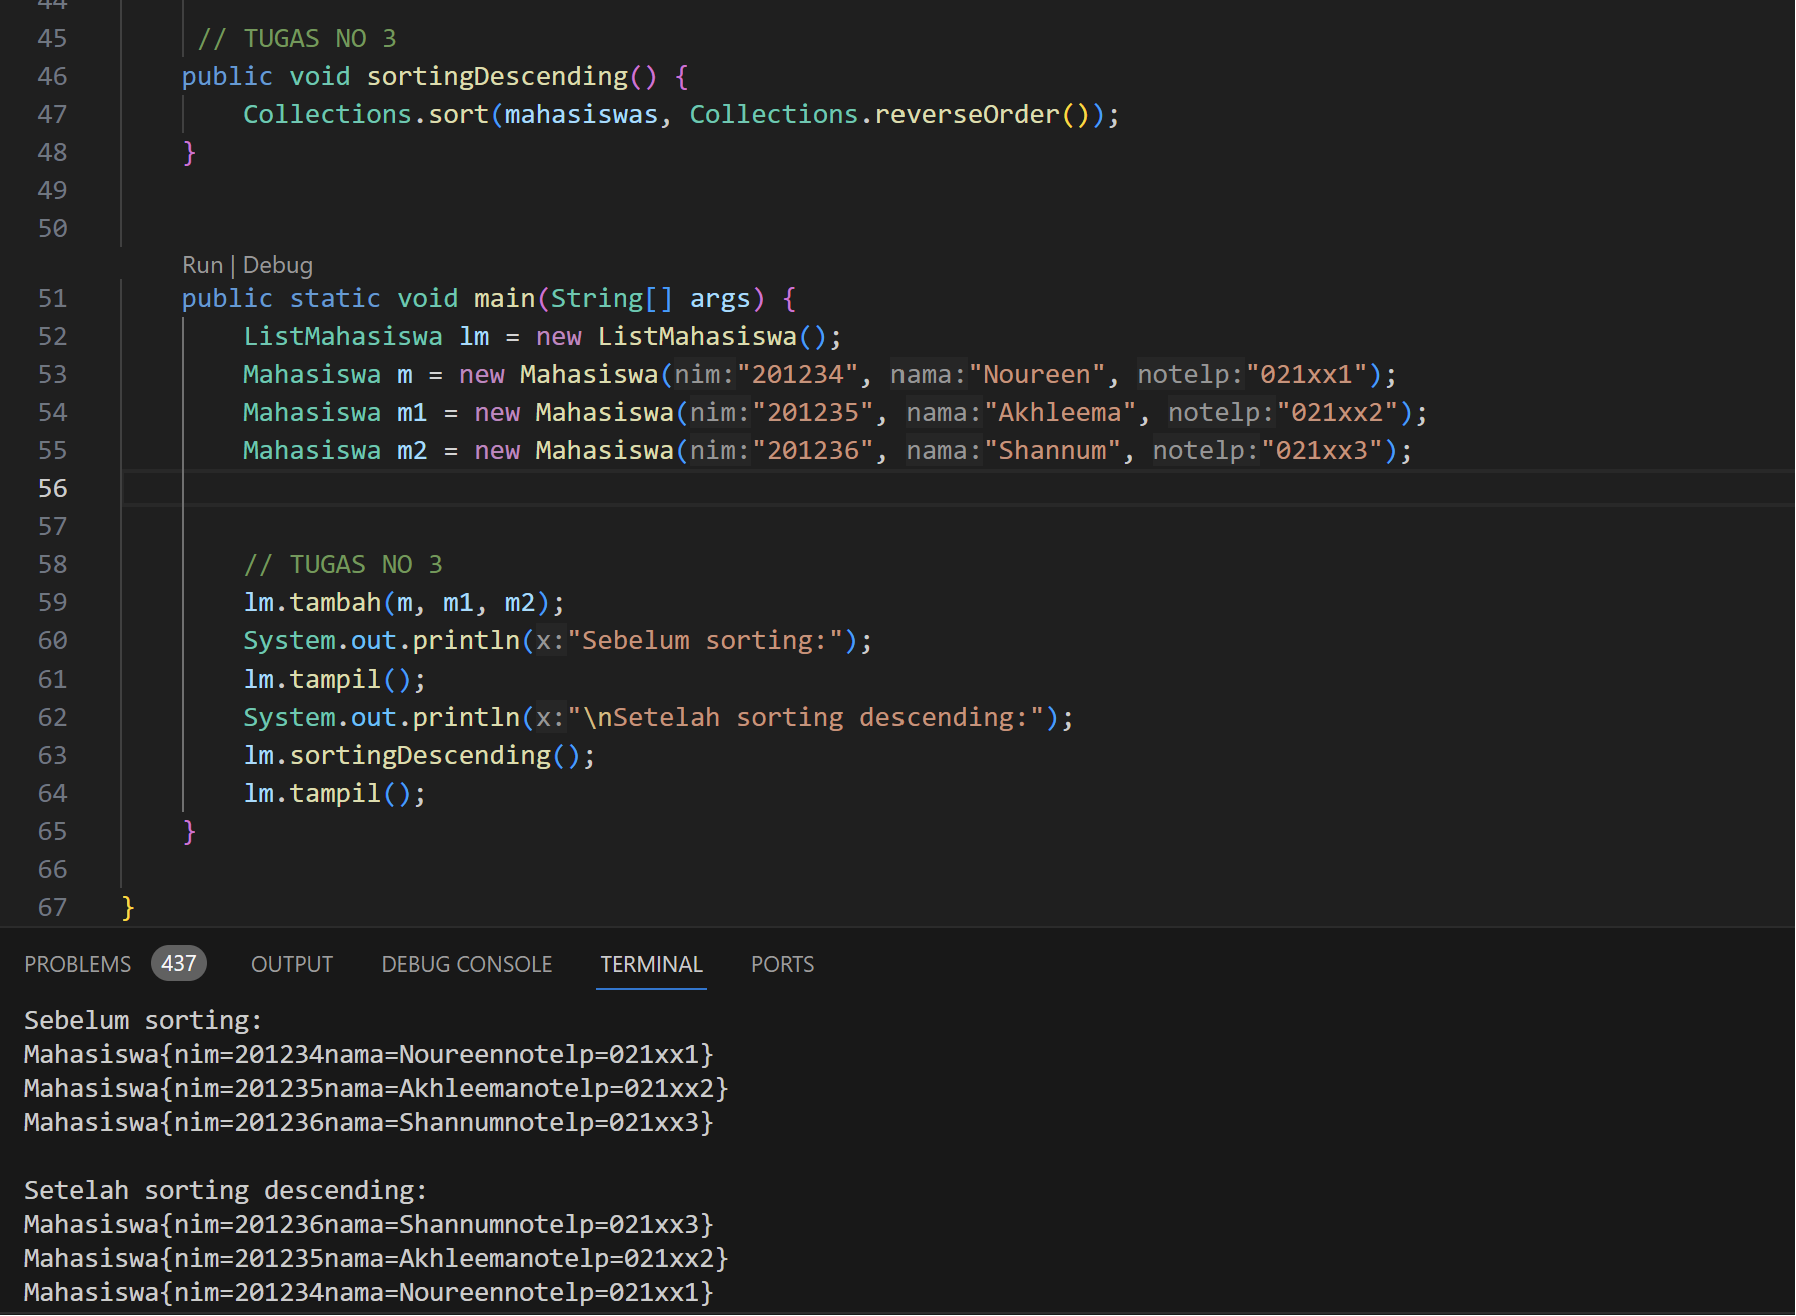 44
45 // TUGAS NO 3
46 public void sortingDescending() {
47 Collections.sort(mahasiswas, Collections.reverseOrder());
48 }
49
50
Run | Debug
51 public static void main(String[] args) {
52 ListMahasiswa lm = new ListMahasiswa();
53 Mahasiswa m = new Mahasiswa(nim:"201234", nama:"Noureen", notelp:"021xx1");
54 Mahasiswa m1 = new Mahasiswa(nim:"201235", nama:"Akhleema", notelp:"021xx2");
55 Mahasiswa m2 = new Mahasiswa(nim:"201236", nama:"Shannum", notelp:"021xx3");
56
57
58 // TUGAS NO 3
59 lm.tambah(m, m1, m2);
60 System.out.println(x:"Sebelum sorting:");
61 lm.tampil();
62 System.out.println(x:"\nSetelah sorting descending:");
63 lm.sortingDescending();
64 lm.tampil();
65 }
66
67 }
PROBLEMS 437 OUTPUT DEBUG CONSOLE TERMINAL PORTS
Sebelum sorting:
Mahasiswa{nim=201234nama=Noureennotelp=021xx1}
Mahasiswa{nim=201235nama=Akhleemanotelp=021xx2}
Mahasiswa{nim=201236nama=Shannumnotelp=021xx3}
Setelah sorting descending:
Mahasiswa{nim=201236nama=Shannumnotelp=021xx3}
Mahasiswa{nim=201235nama=Akhleemanotelp=021xx2}
Mahasiswa{nim=201234nama=Noureennotelp=021xx1}